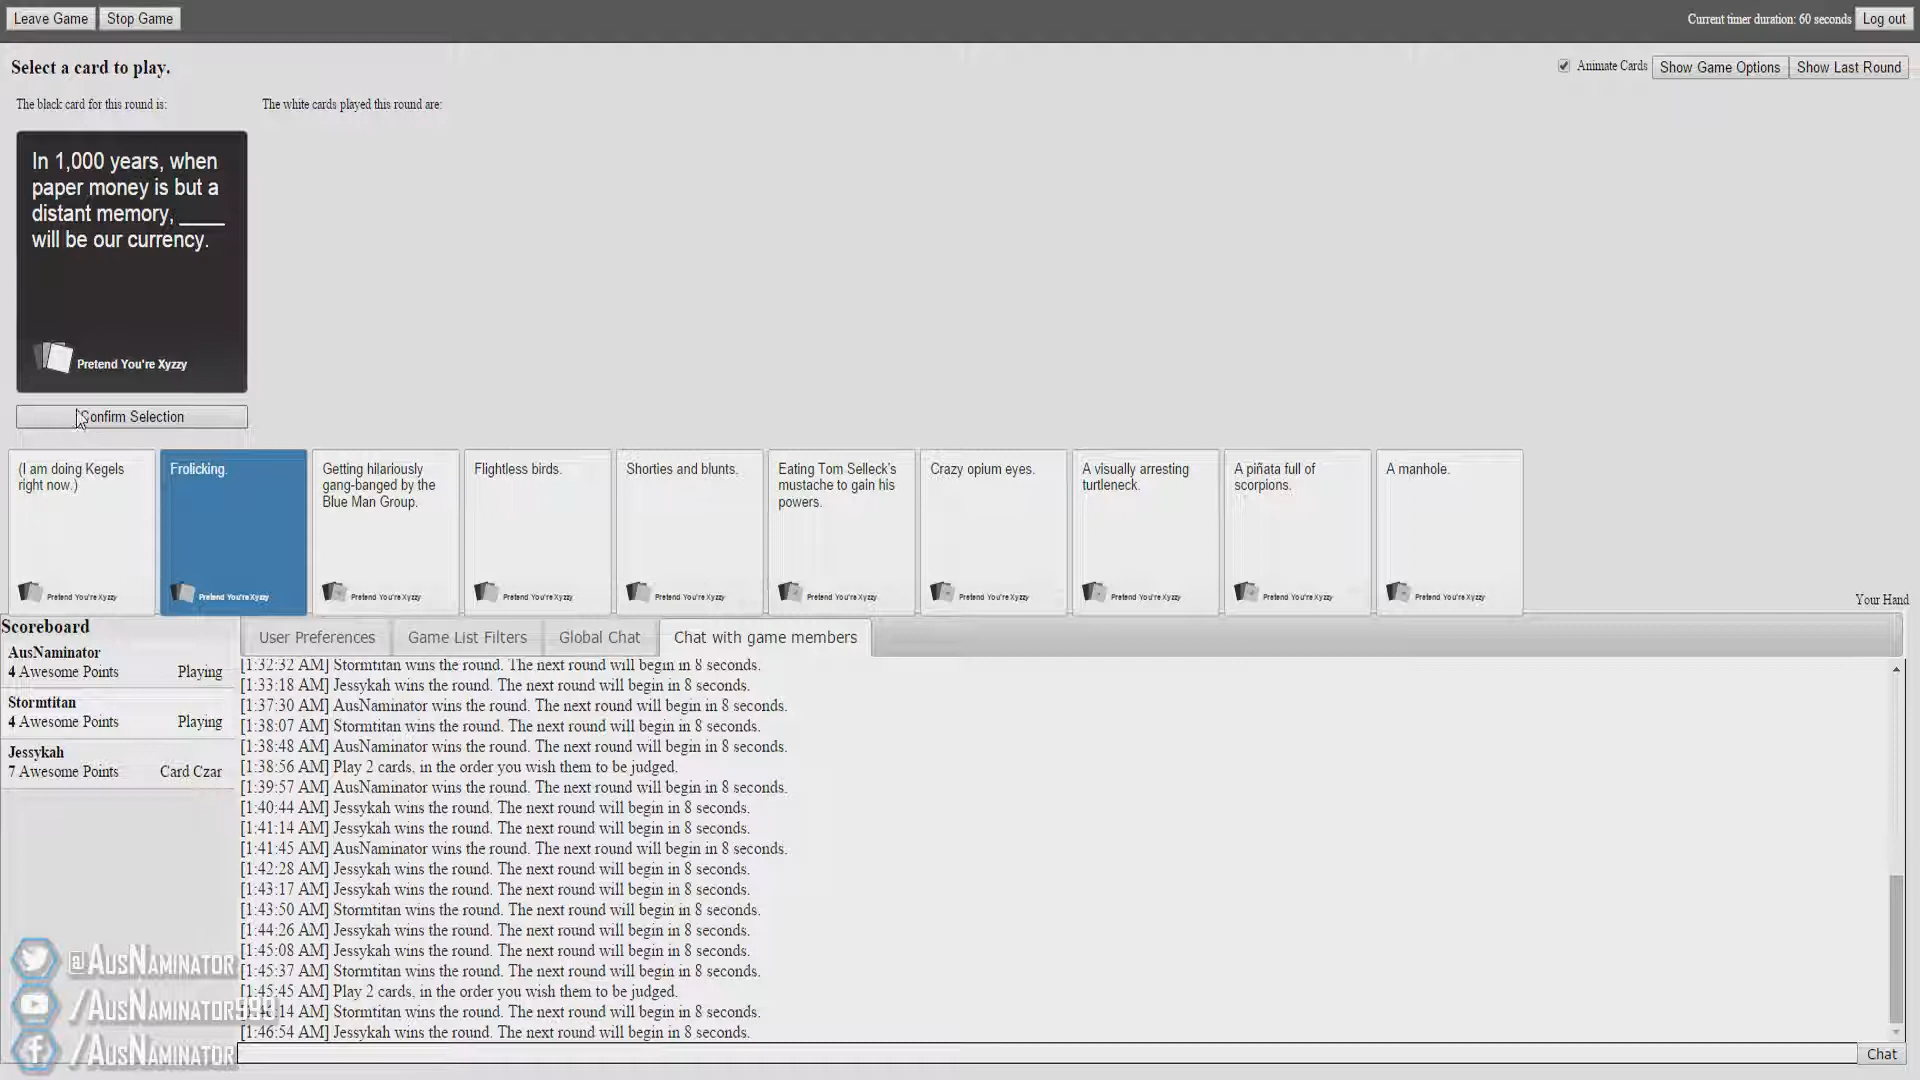 Leave Game Stop Game Current timer duration: 60 seconds Log out
Select a card to play. Animate Cards Show Game Options Show Last Round
The black card for this round is: The white cards played this round are:
In 1,000 years, when
paper money is but a
distant memory, ____
will be our currency.
Pretend You're Xyzzy
Confirm Selection
(I am doing Kegels
right now.)
Pretend You're Xyzzy
Frolicking.
Pretend You're Xyzzy
Getting hilariously
gang-banged by the
Blue Man Group.
Pretend You're Xyzzy
Flightless birds.
Pretend You're Xyzzy
Shorties and blunts.
Pretend You're Xyzzy
Eating Tom Selleck's
mustache to gain his
powers.
Pretend You're Xyzzy
Crazy opium eyes.
Pretend You're Xyzzy
A visually arresting
turtleneck.
Pretend You're Xyzzy
A piñata full of
scorpions.
Pretend You're Xyzzy
A manhole.
Pretend You're Xyzzy
Your Hand
Scoreboard
AusNaminator
4 Awesome Points Playing
Stormtitan
4 Awesome Points Playing
Jessykah
7 Awesome Points Card Czar
User Preferences Game List Filters Global Chat Chat with game members
[1:32:32 AM] Stormtitan wins the round. The next round will begin in 8 seconds.
[1:33:18 AM] Jessykah wins the round. The next round will begin in 8 seconds.
[1:37:30 AM] AusNaminator wins the round. The next round will begin in 8 seconds.
[1:38:07 AM] Stormtitan wins the round. The next round will begin in 8 seconds.
[1:38:48 AM] AusNaminator wins the round. The next round will begin in 8 seconds.
[1:38:56 AM] Play 2 cards, in the order you wish them to be judged.
[1:39:57 AM] AusNaminator wins the round. The next round will begin in 8 seconds.
[1:40:44 AM] Jessykah wins the round. The next round will begin in 8 seconds.
[1:41:14 AM] Jessykah wins the round. The next round will begin in 8 seconds.
[1:41:45 AM] AusNaminator wins the round. The next round will begin in 8 seconds.
[1:42:28 AM] Jessykah wins the round. The next round will begin in 8 seconds.
[1:43:17 AM] Jessykah wins the round. The next round will begin in 8 seconds.
[1:43:50 AM] Stormtitan wins the round. The next round will begin in 8 seconds.
[1:44:26 AM] Jessykah wins the round. The next round will begin in 8 seconds.
[1:45:08 AM] Jessykah wins the round. The next round will begin in 8 seconds.
[1:45:37 AM] Stormtitan wins the round. The next round will begin in 8 seconds.
[1:45:45 AM] Play 2 cards, in the order you wish them to be judged.
AM] Stormtitan wins the round. The next round will begin in 8 seconds.
[1:46:54 AM] Jessykah wins the round. The next round will begin in 8 seconds.
@AusNaminator
/AusNaminator990
/AusNaminator
Chat